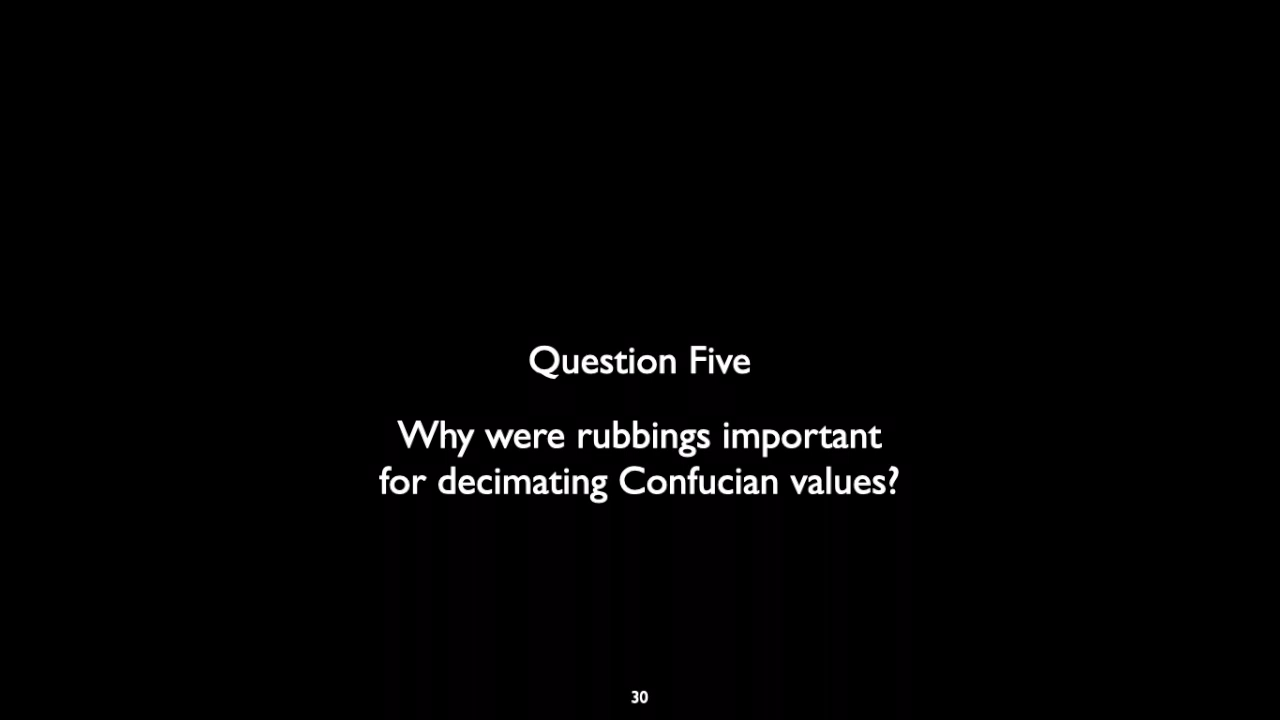 Question Five
Why were rubbings important
for decimating Confucian values?
30